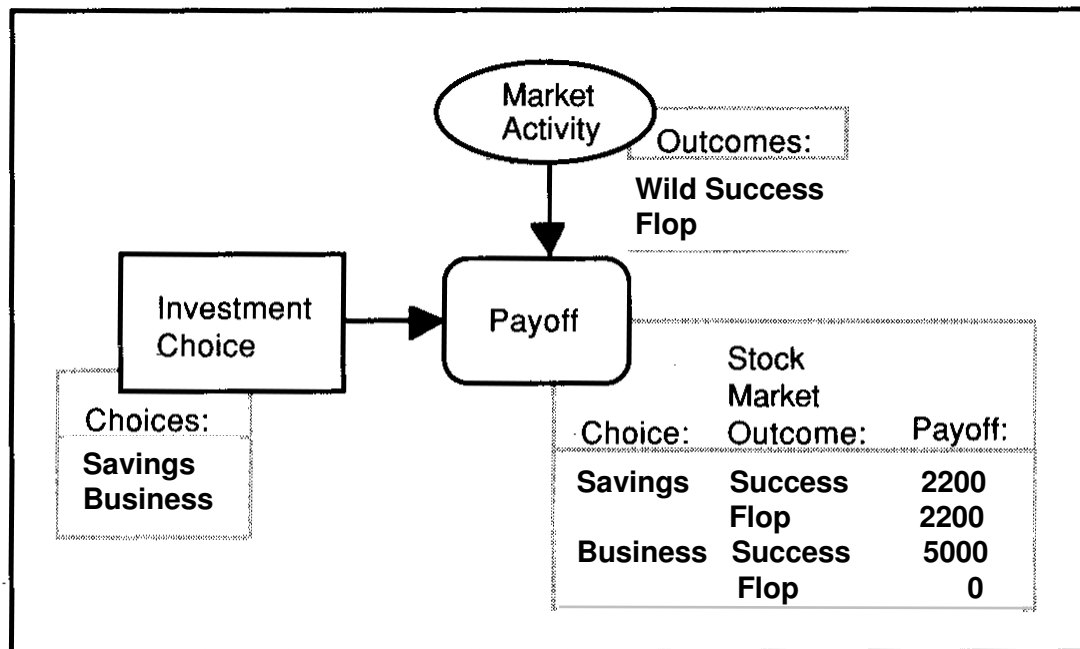 Market
Activity
Outcomes:
Wild Success
Flop
Investment
Choice
Payoff
Choices:
Savings
Business
Stock
Market
Choice: Outcome: Payoff:
Savings Success 2200
Flop 2200
Business Success 5000
Flop 0